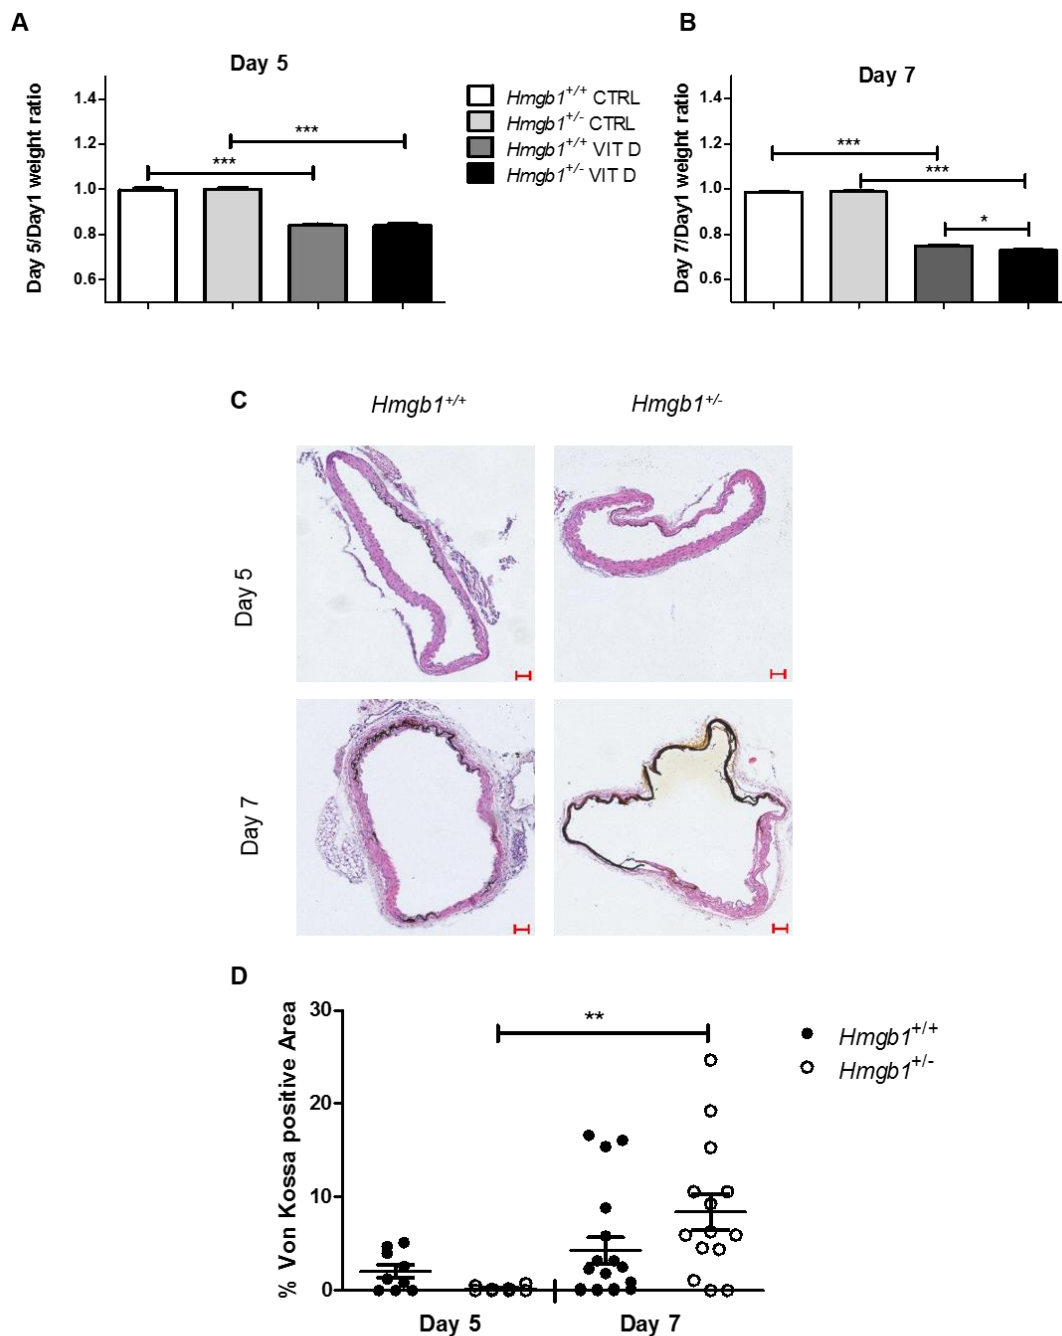 A
B
Day 5
Day 7
Day 5/Day1 weight ratio
1.4
1.2
1.0
0.8
0.6
***
***
Hmgb1+/+ CTRL
Hmgb1+/- CTRL
Hmgb1+/+ VIT D
Hmgb1+/- VIT D
Day 7/Day1 weight ratio
1.4
1.2
1.0
0.8
0.6
***
***
*
C
Hmgb1+/+
Hmgb1+/-
Day 5
Day 7
D
% Von Kossa positive Area
30
20
10
0
**
Hmgb1+/+
Hmgb1+/-
Day 5
Day 7